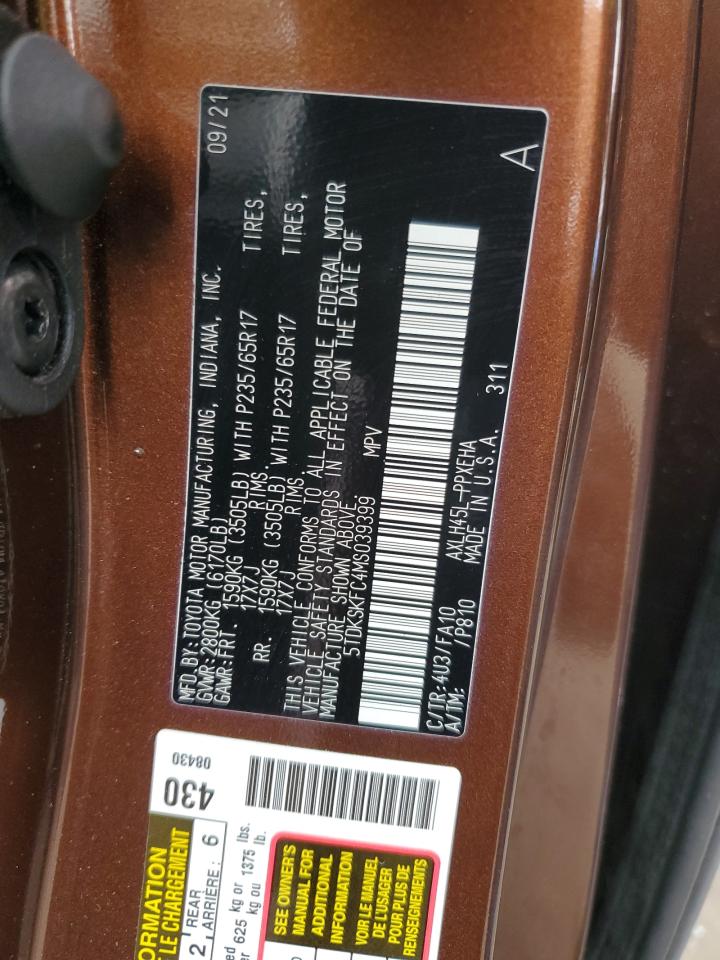 MFD.BY:TOYOTA MOTOR MANUFACTURING, INDIANA, INC. 09/21
GVWR:2800KG (6170LB)
GAWR:FRT. 1590KG (3505LB) WITH P235/65R17 TIRES,
17X7J RIMS
RR. 1590KG (3505LB) WITH P235/65R17 TIRES,
17X7J RIMS
THIS VEHICLE CONFORMS TO ALL APPLICABLE FEDERAL MOTOR
VEHICLE SAFETY STANDARDS IN EFFECT ON THE DATE OF
MANUFACTURE SHOWN ABOVE.
5TDKSKFC4MS039399 MPV
C/TR:4U3/FA10 AXLH45L-PPXEHA
A/TM: /P810 MADE IN U.S.A. 311 A
430
08430
ORMATION
LE CHARGEMENT
2 REAR
ARRIÈRE: 6
625 kg or 1375 lbs.
kg ou 1375 lb.
SEE OWNER'S
MANUAL FOR
ADDITIONAL
INFORMATION
VOIR LE MANUEL
DE L'USAGER
POUR PLUS DE
RENSEIGNEMENTS